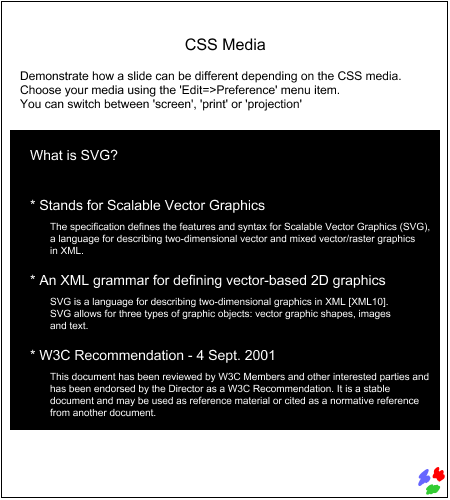 CSS Media
Demonstrate how a slide can be different depending on the CSS media.
Choose your media using the 'Edit=>Preference' menu item.
You can switch between 'screen', 'print' or 'projection'
What is SVG?
* Stands for Scalable Vector Graphics
The specification defines the features and syntax for Scalable Vector Graphics (SVG),
a language for describing two-dimensional vector and mixed vector/raster graphics
in XML.
* An XML grammar for defining vector-based 2D graphics
SVG is a language for describing two-dimensional graphics in XML [XML10].
SVG allows for three types of graphic objects: vector graphic shapes, images
and text.
* W3C Recommendation - 4 Sept. 2001
This document has been reviewed by W3C Members and other interested parties and
has been endorsed by the Director as a W3C Recommendation. It is a stable
document and may be used as reference material or cited as a normative reference
from another document.